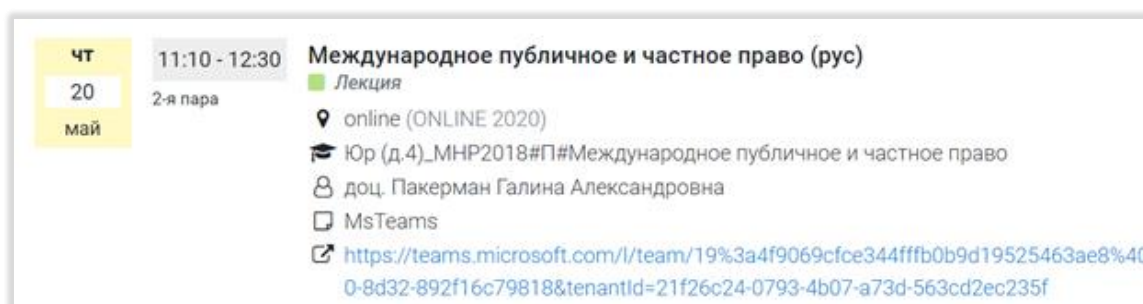 чт
20
май
11:10 - 12:30
2-я пара
Международное публичное и частное право (рус)
Лекция
online (ONLINE 2020)
Юр (д.4)_МНР2018#П#Международное публичное и частное право
доц. Пакерман Галина Александровна
MsTeams
https://teams.microsoft.com/l/team/19%3a4f9069cfce344fffb0b9d19525463ae8%40
0-8d32-892f16c79818&tenantId=21f26c24-0793-4b07-a73d-563cd2ec235f